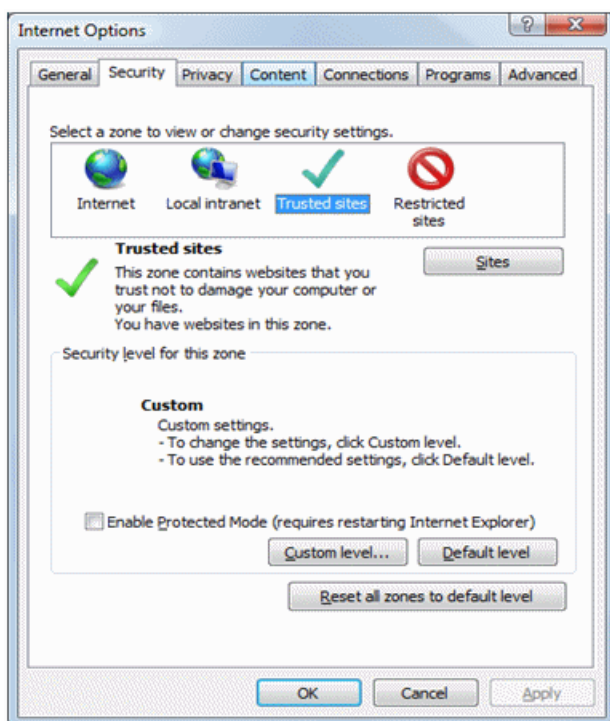 Internet Options
General Security Privacy Content Connections Programs Advanced
Select a zone to view or change security settings.
Internet Local intranet Trusted sites Restricted sites
Trusted sites
Sites
This zone contains websites that you
trust not to damage your computer or
your files.
You have websites in this zone.
Security level for this zone
Custom
Custom settings.
- To change the settings, click Custom level.
- To use the recommended settings, click Default level.
Enable Protected Mode (requires restarting Internet Explorer)
Custom level... Default level
Reset all zones to default level
OK Cancel Apply